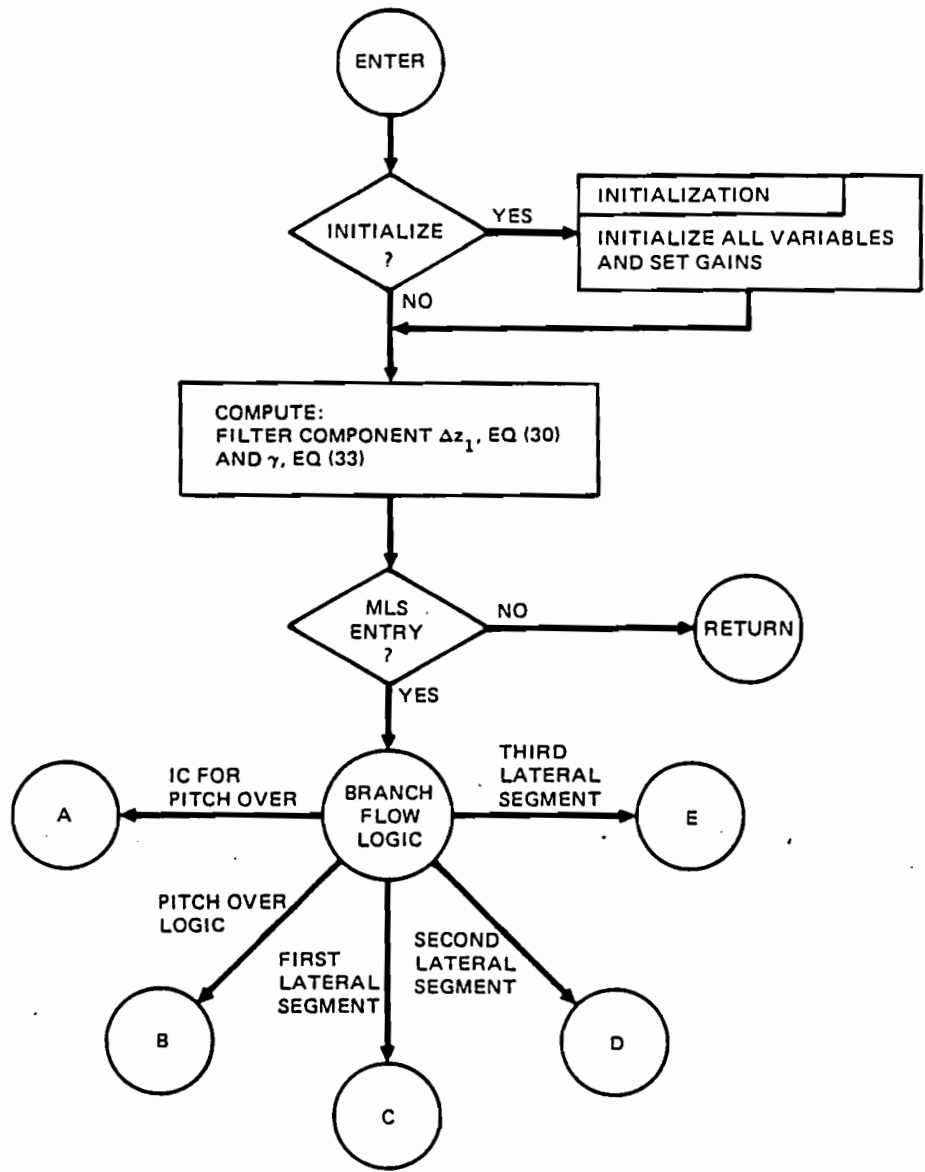 ENTER
INITIALIZE
?
YES
NO
INITIALIZATION
INITIALIZE ALL VARIABLES
AND SET GAINS
COMPUTE:
FILTER COMPONENT Δz₁, EQ (30)
AND γ, EQ (33)
MLS
ENTRY
?
NO
RETURN
YES
BRANCH
FLOW
LOGIC
IC FOR
PITCH OVER
A
THIRD
LATERAL
SEGMENT
E
PITCH OVER
LOGIC
B
FIRST
LATERAL
SEGMENT
C
SECOND
LATERAL
SEGMENT
D